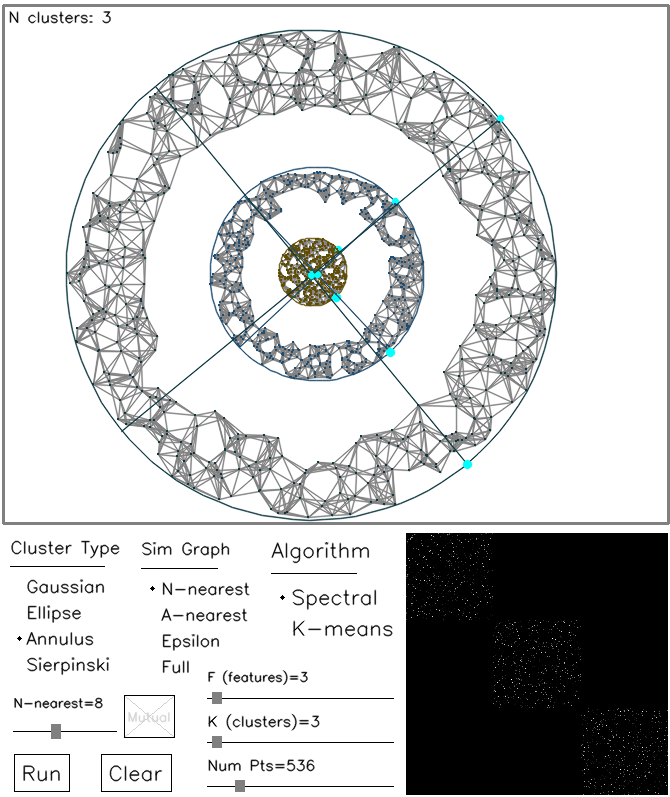 N clusters: 3
Cluster Type
Gaussian
Ellipse
Annulus
Sierpinski
Sim Graph
N-nearest
A-nearest
Epsilon
Full
Algorithm
Spectral
K-means
N-nearest=8
Mutual
Run
Clear
F (features)=3
K (clusters)=3
Num Pts=536